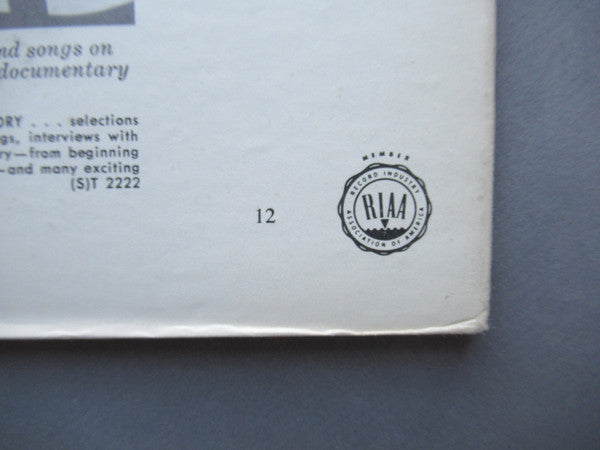 nd songs on
documentary
ORY . . . selections
gs, interviews with
ry—from beginning
—and many exciting
(S)T 2222
12
MEMBER
RECORD INDUSTRY
RIAA
ASSOCIATION OF AMERICA